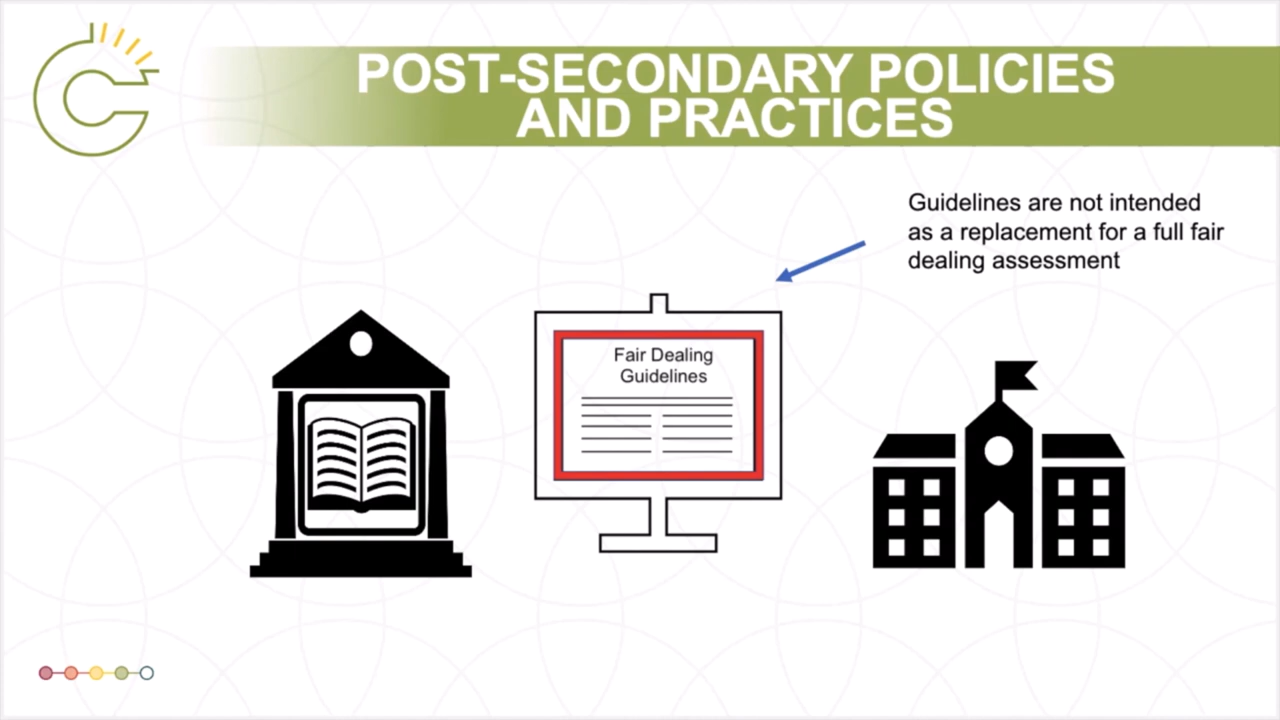 POST-SECONDARY POLICIES
AND PRACTICES
Guidelines are not intended
as a replacement for a full fair
dealing assessment
Fair Dealing
Guidelines